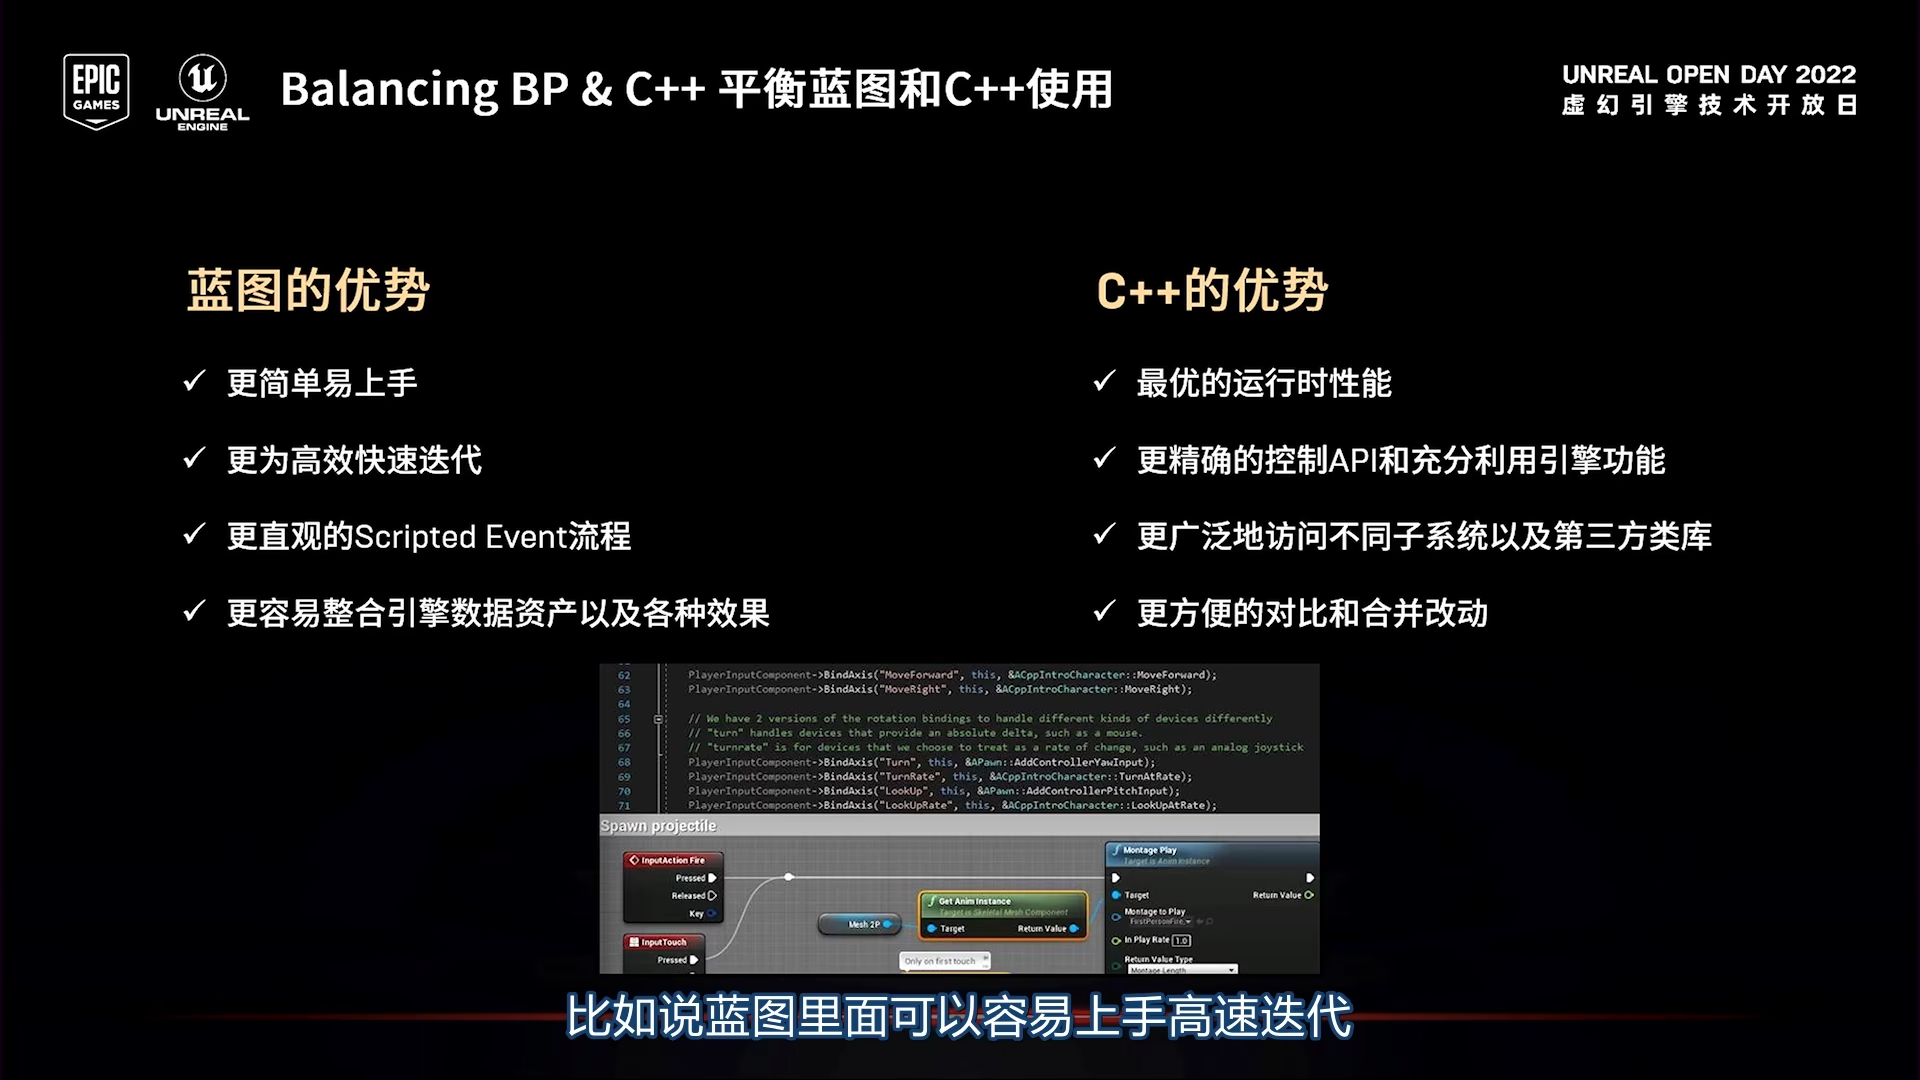 EPIC
GAMES
UNREAL
ENGINE
Balancing BP & C++ 平衡蓝图和C++使用
UNREAL OPEN DAY 2022
虚幻引擎技术开放日
蓝图的优势
更简单易上手
更为高效快速迭代
更直观的Scripted Event流程
更容易整合引擎数据资产以及各种效果
C++的优势
最优的运行时性能
更精确的控制API和充分利用引擎功能
更广泛地访问不同子系统以及第三方类库
更方便的对比和合并改动
62 PlayerInputComponent->BindAxis("MoveForward", this, &ACppIntroCharacter::MoveForward);
63 PlayerInputComponent->BindAxis("MoveRight", this, &ACppIntroCharacter::MoveRight);
64
65 // We have 2 versions of the rotation bindings to handle different kinds of devices differently
66 // "turn" handles devices that provide an absolute delta, such as a mouse.
67 // "turnrate" is for devices that we choose to treat as a rate of change, such as an analog joystick
68 PlayerInputComponent->BindAxis("Turn", this, &APawn::AddControllerYawInput);
69 PlayerInputComponent->BindAxis("TurnRate", this, &ACppIntroCharacter::TurnAtRate);
70 PlayerInputComponent->BindAxis("LookUp", this, &APawn::AddControllerPitchInput);
71 PlayerInputComponent->BindAxis("LookUpRate", this, &ACppIntroCharacter::LookUpAtRate);
Spawn projectile
InputAction Fire
Pressed
Released
Key
InputTouch
Pressed
Mesh 2P
Get Anim Instance
Target is Skeletal Mesh Component
Target Return Value
Only on first touch
Montage Play
Target is Anim Instance
Target Return Value
Montage to Play
FirstPersonFire
In Play Rate 1.0
Return Value Type
Montage Length
比如说蓝图里面可以容易上手高速迭代